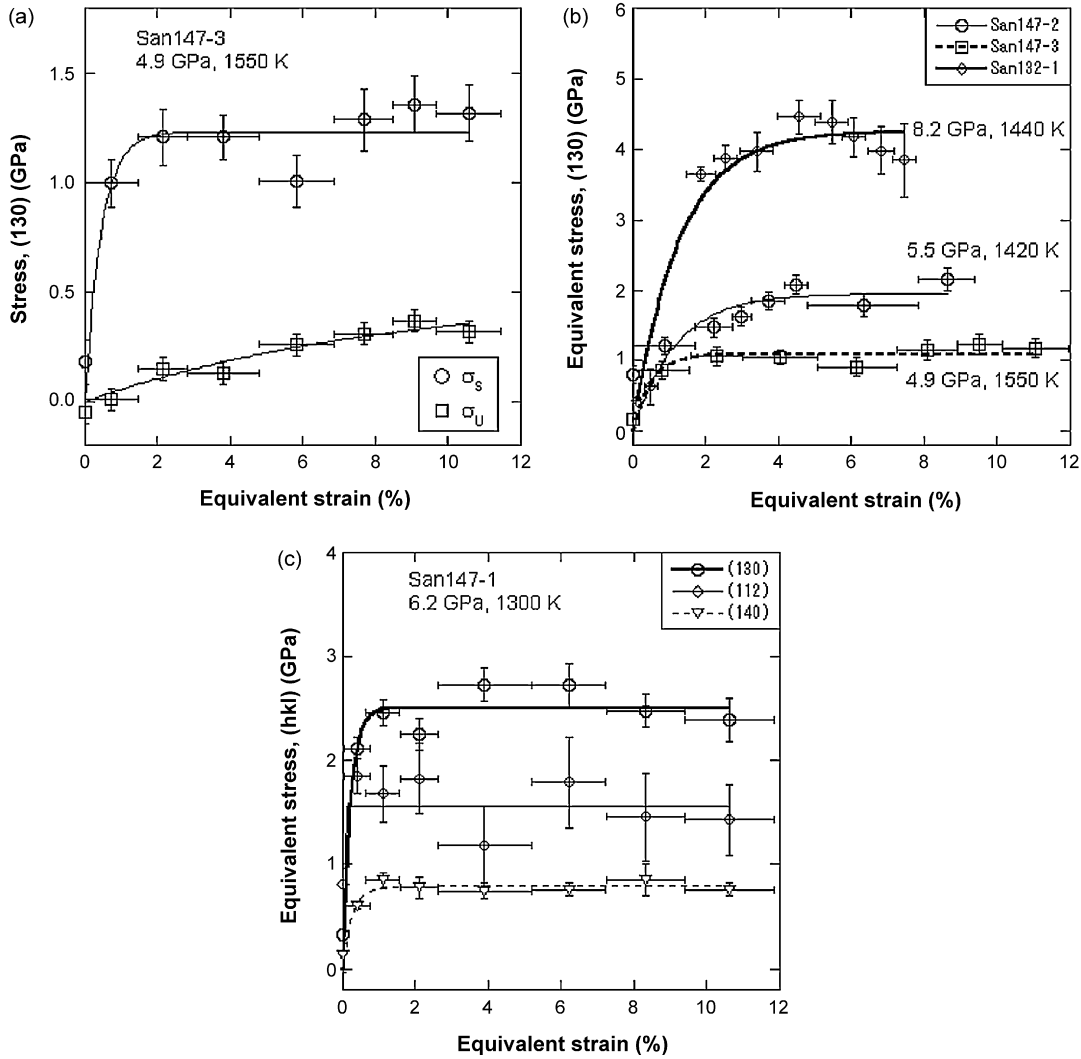 (a)
San147-3
4.9 GPa, 1550 K
Stress, (130) (GPa)
1.5
1.0
0.5
0.0
σS
σU
0 2 4 6 8 10 12
Equivalent strain (%)
(b)
San147-2
San147-3
San132-1
Equivalent stress, (130) (GPa)
6
5
4
3
2
1
0
8.2 GPa, 1440 K
5.5 GPa, 1420 K
4.9 GPa, 1550 K
0 2 4 6 8 10 12
Equivalent strain (%)
(c)
San147-1
6.2 GPa, 1300 K
(130)
(112)
(140)
Equivalent stress, (hkl) (GPa)
4
3
2
1
0
0 2 4 6 8 10 12
Equivalent strain (%)